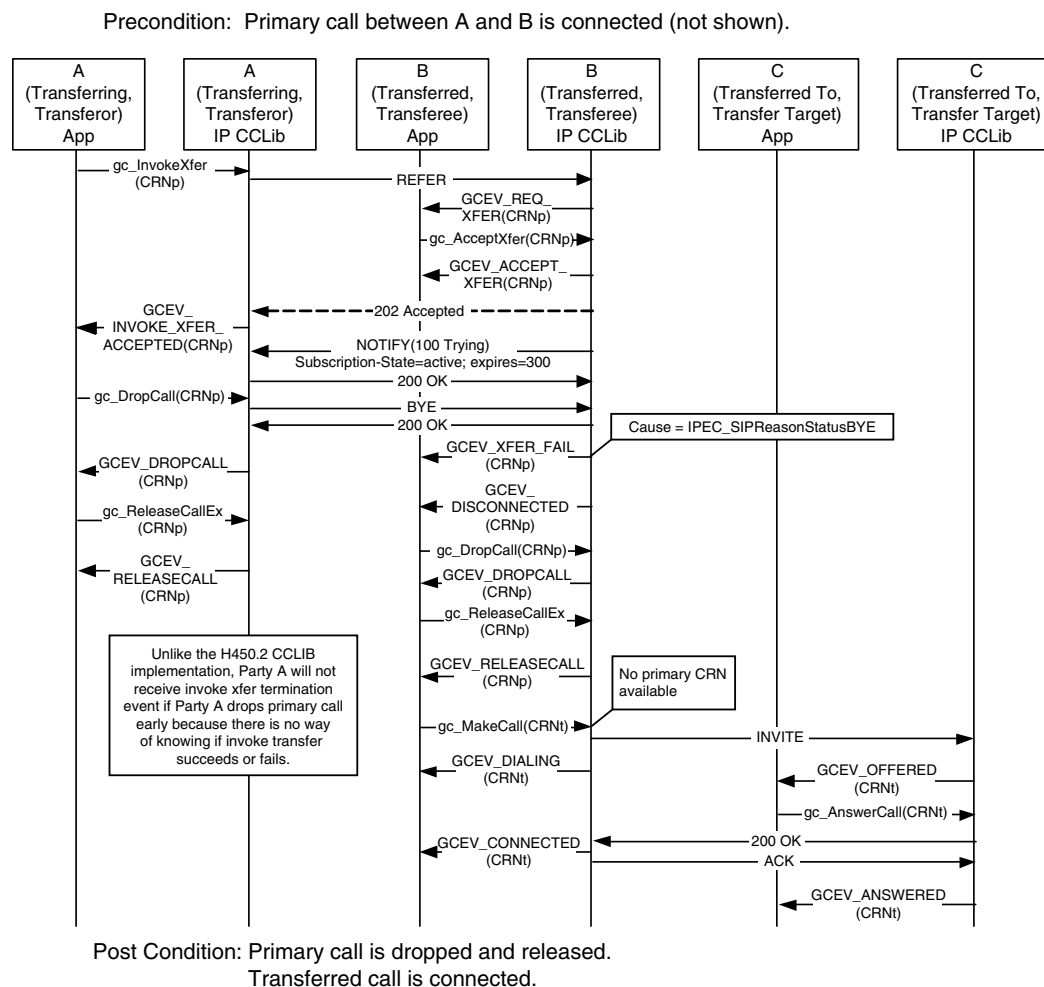 Precondition: Primary call between A and B is connected (not shown).
A
(Transferring,
Transferor)
App
A
(Transferring,
Transferor)
IP CCLib
B
(Transferred,
Transferee)
App
B
(Transferred,
Transferee)
IP CCLib
C
(Transferred To,
Transfer Target)
App
C
(Transferred To,
Transfer Target)
IP CCLib
gc_InvokeXfer
(CRNp)
REFER
GCEV_REQ_
XFER(CRNp)
gc_AcceptXfer(CRNp)
GCEV_ACCEPT_
XFER(CRNp)
202 Accepted
GCEV_
INVOKE_XFER_
ACCEPTED(CRNp)
NOTIFY(100 Trying)
Subscription-State=active; expires=300
200 OK
gc_DropCall(CRNp)
BYE
200 OK
Cause = IPEC_SIPReasonStatusBYE
GCEV_XFER_FAIL
(CRNp)
GCEV_DROPCALL
(CRNp)
GCEV_
DISCONNECTED
(CRNp)
gc_ReleaseCallEx
(CRNp)
gc_DropCall(CRNp)
GCEV_
RELEASECALL
(CRNp)
GCEV_DROPCALL
(CRNp)
gc_ReleaseCallEx
(CRNp)
Unlike the H450.2 CCLIB
implementation, Party A will not
receive invoke xfer termination
event if Party A drops primary call
early because there is no way
of knowing if invoke transfer
succeeds or fails.
GCEV_RELEASECALL
(CRNp)
No primary CRN
available
gc_MakeCall(CRNt)
INVITE
GCEV_DIALING
(CRNt)
GCEV_OFFERED
(CRNt)
gc_AnswerCall(CRNt)
200 OK
GCEV_CONNECTED
(CRNt)
ACK
GCEV_ANSWERED
(CRNt)
Post Condition: Primary call is dropped and released.
Transferred call is connected.